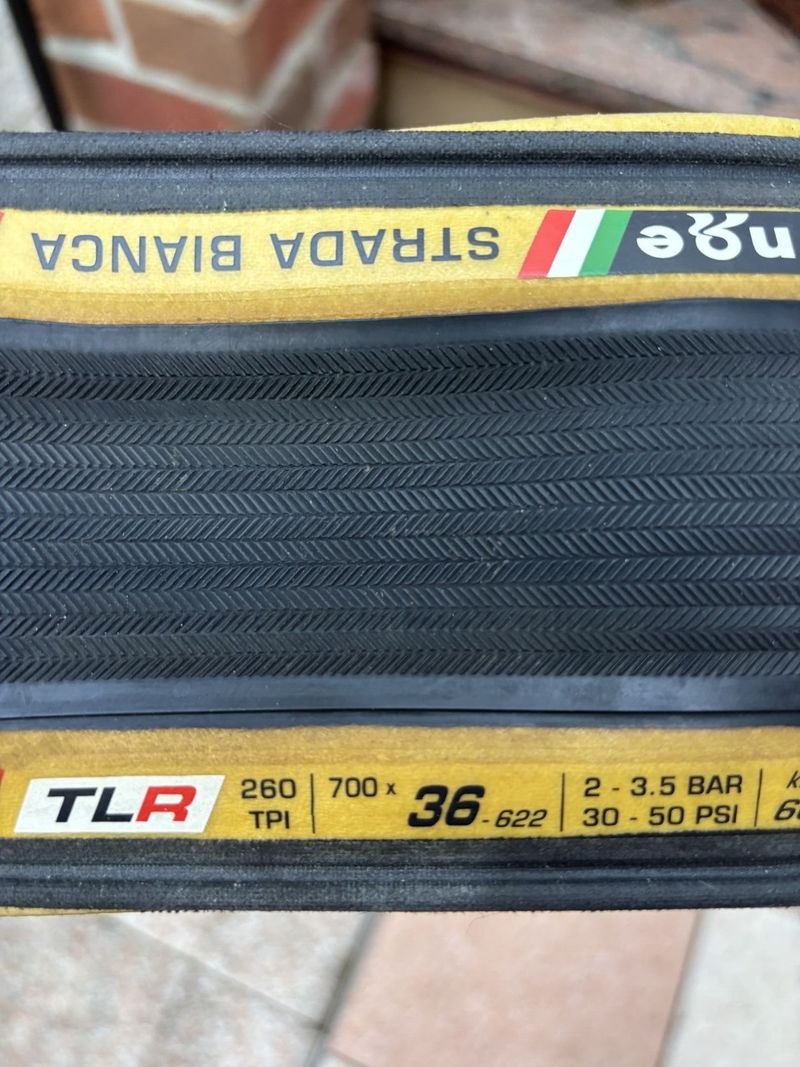 STRADA BIANCA
TLR
260
TPI
700 x
36-622
2 - 3.5 BAR
30 - 50 PSI